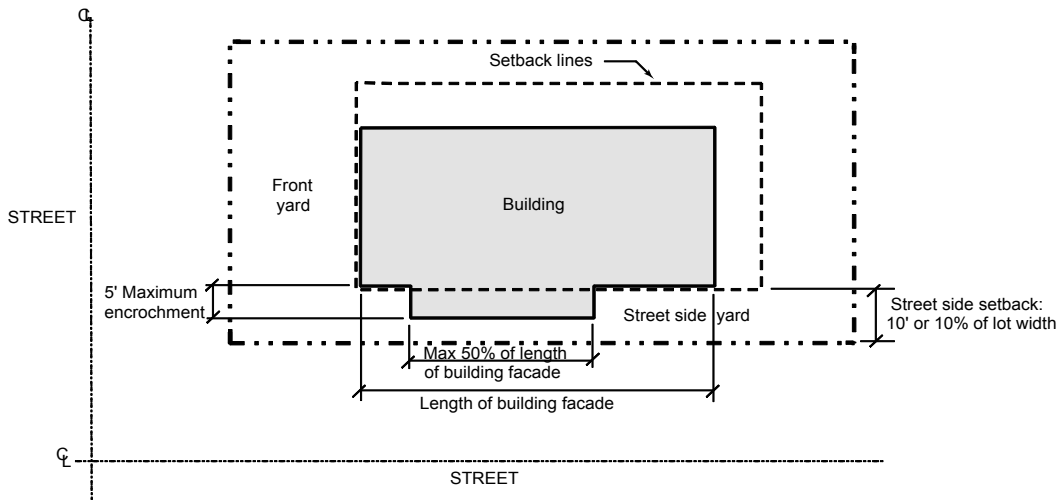 ℄
Setback lines
Front
yard
Building
STREET
5' Maximum
encrochment
Street side yard
Street side setback:
10' or 10% of lot width
Max 50% of length
of building facade
Length of building facade
℄
STREET